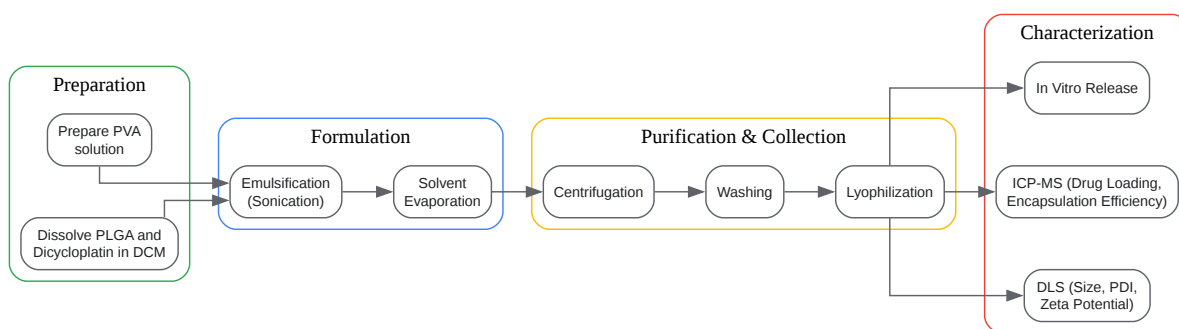 Preparation
Prepare PVA
solution
Dissolve PLGA and
Dicycloplatin in DCM
Formulation
Emulsification
(Sonication)
Solvent
Evaporation
Purification & Collection
Centrifugation
Washing
Lyophilization
Characterization
In Vitro Release
ICP-MS (Drug Loading,
Encapsulation Efficiency)
DLS (Size, PDI,
Zeta Potential)